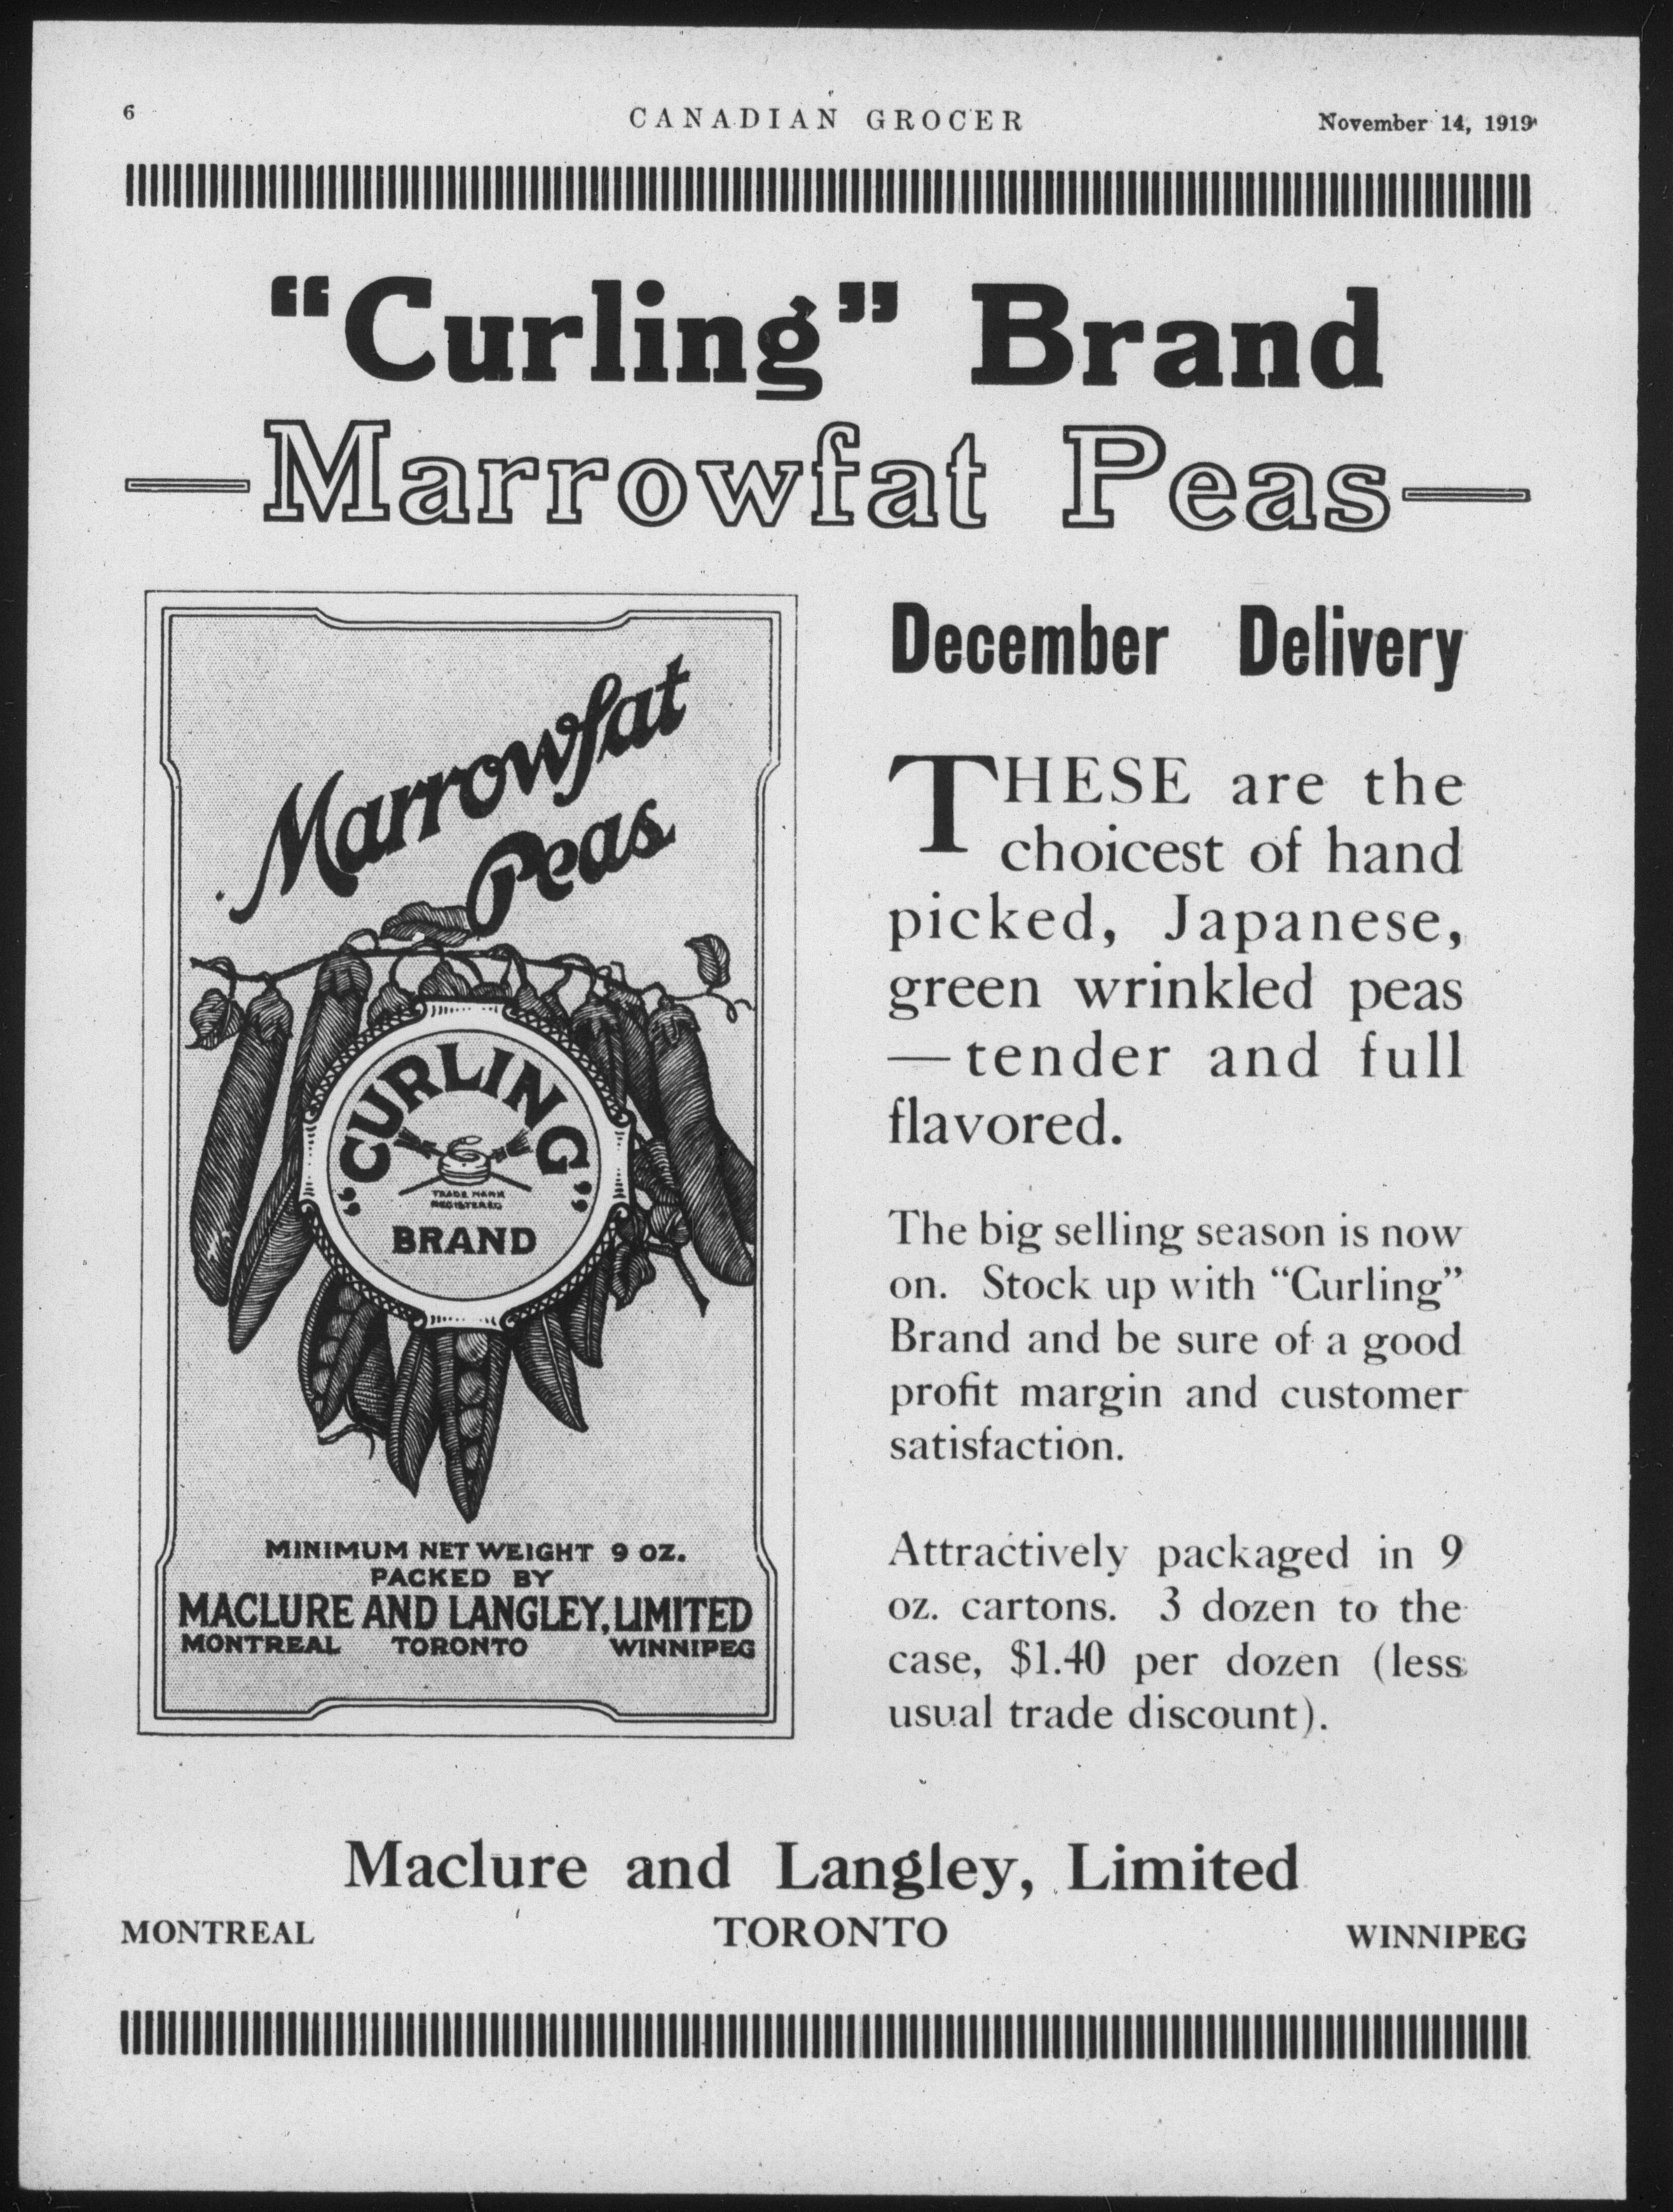 6 CANADIAN GROCER November 14, 1919
“Curling” Brand
—Marrowfat Peas—
Marrowfat
Peas
“CURLING”
TRADE MARK
REGISTERED
BRAND
MINIMUM NET WEIGHT 9 OZ.
PACKED BY
MACLURE AND LANGLEY, LIMITED
MONTREAL TORONTO WINNIPEG
December Delivery
THESE are the
choicest of hand
picked, Japanese,
green wrinkled peas
—tender and full
flavored.
The big selling season is now
on. Stock up with “Curling”
Brand and be sure of a good
profit margin and customer
satisfaction.
Attractively packaged in 9
oz. cartons. 3 dozen to the
case, $1.40 per dozen (less
usual trade discount).
Maclure and Langley, Limited
MONTREAL TORONTO WINNIPEG